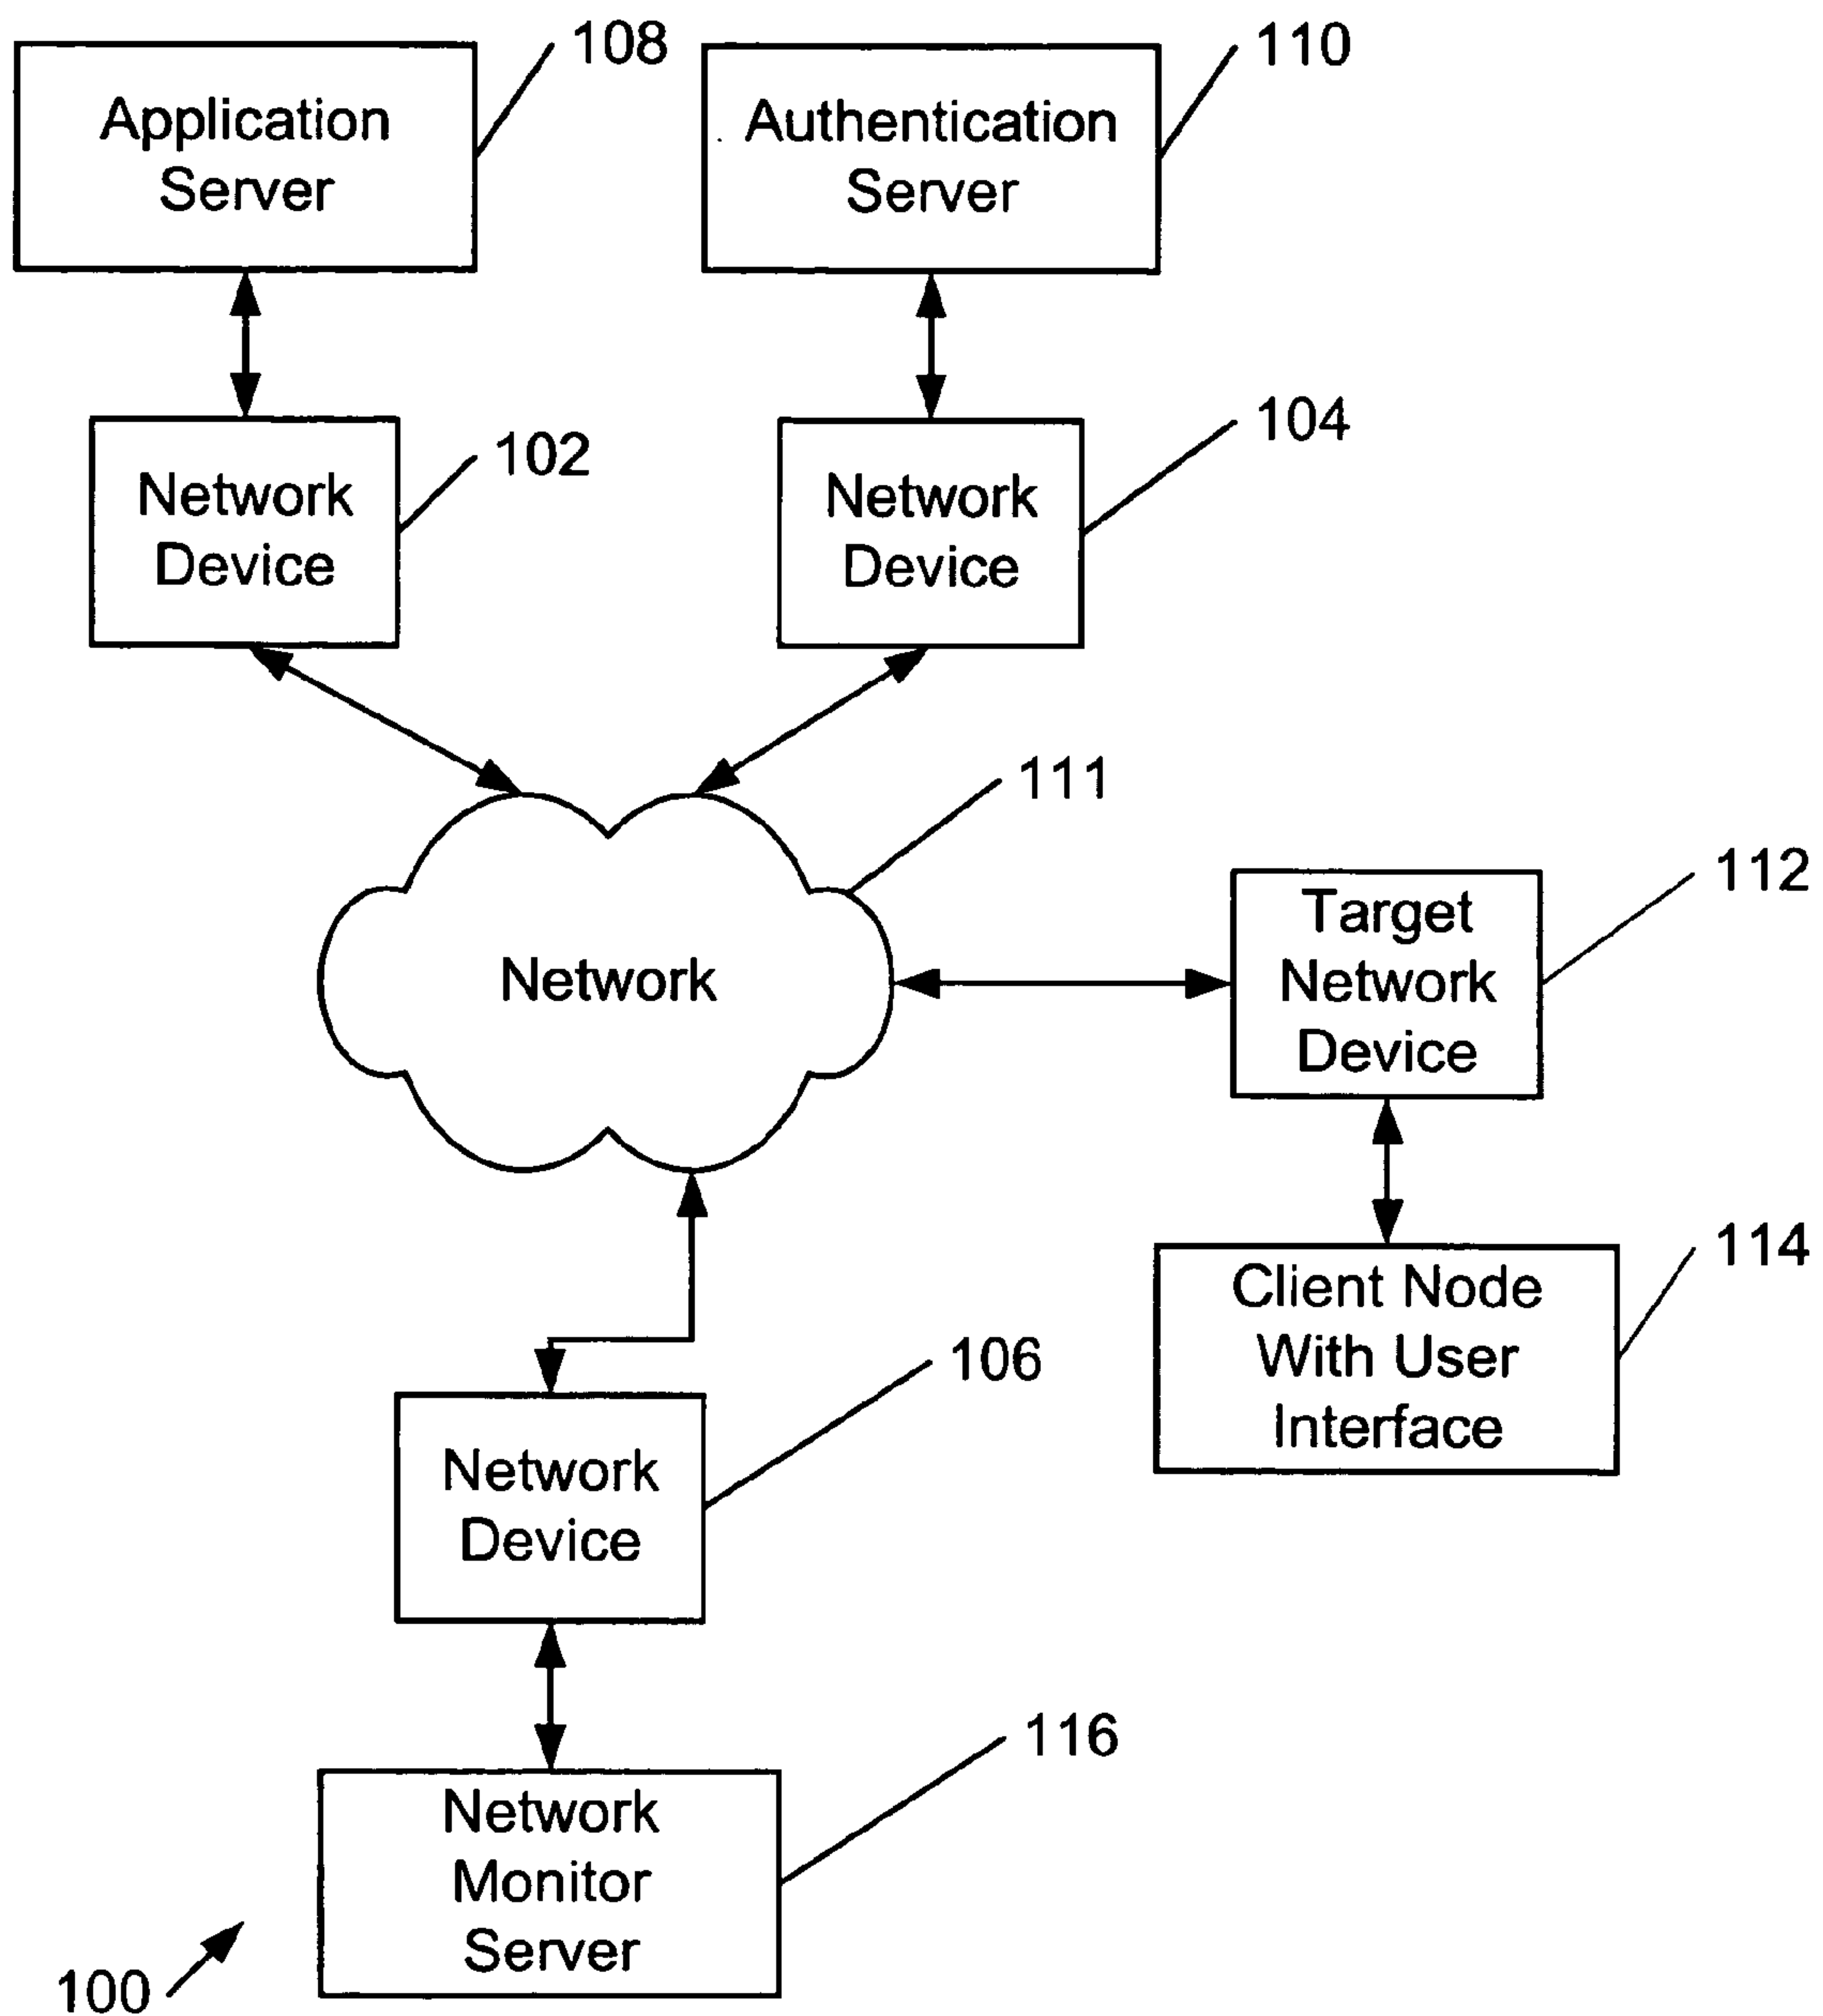 108
110
Application
Server
Authentication
Server
102
104
Network
Device
Network
Device
111
112
Network
Target
Network
Device
114
Client Node
With User
Interface
106
Network
Device
116
Network
Monitor
Server
100